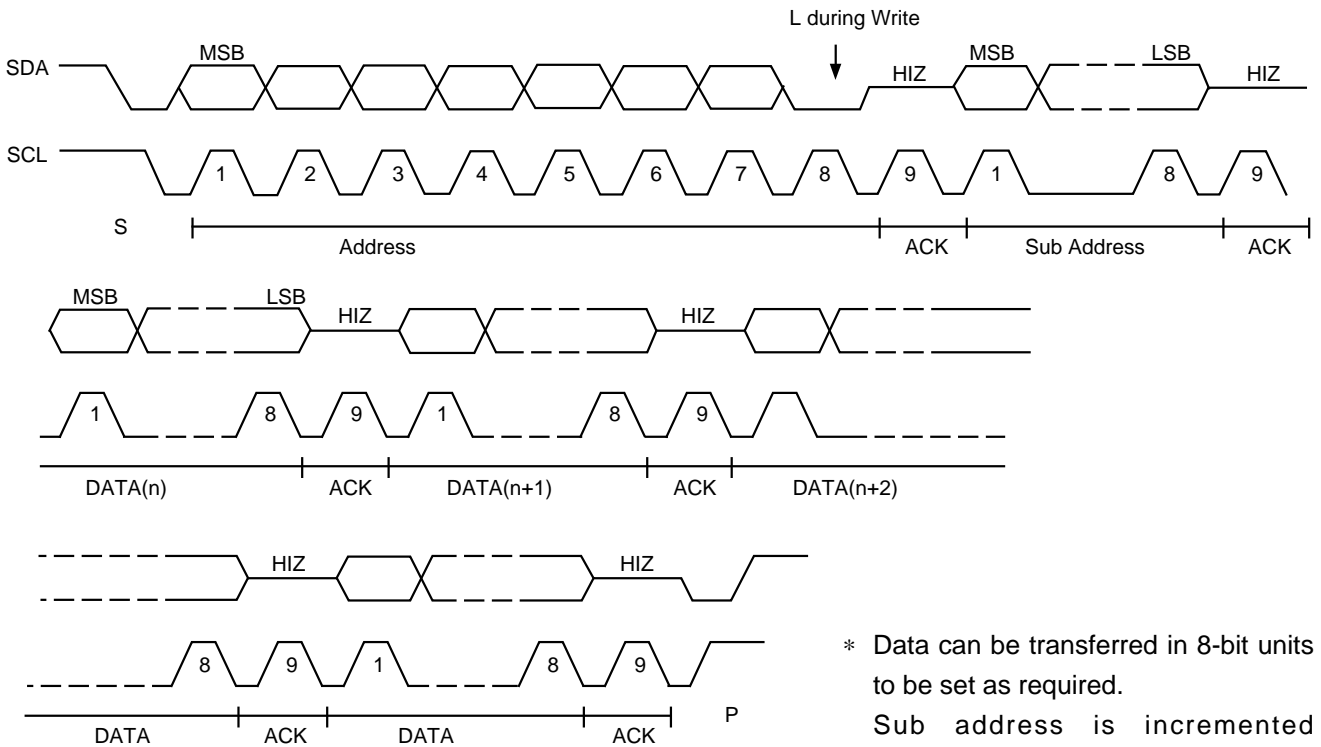 L during Write
SDA MSB HIZ MSB LSB HIZ
SCL 1 2 3 4 5 6 7 8 9 1 8 9
S Address ACK Sub Address ACK
MSB LSB HIZ HIZ
1 8 9 1 8 9
DATA(n) ACK DATA(n+1) ACK DATA(n+2)
HIZ HIZ
8 9 1 8 9
DATA ACK DATA ACK P
* Data can be transferred in 8-bit units
to be set as required.
Sub address is incremented